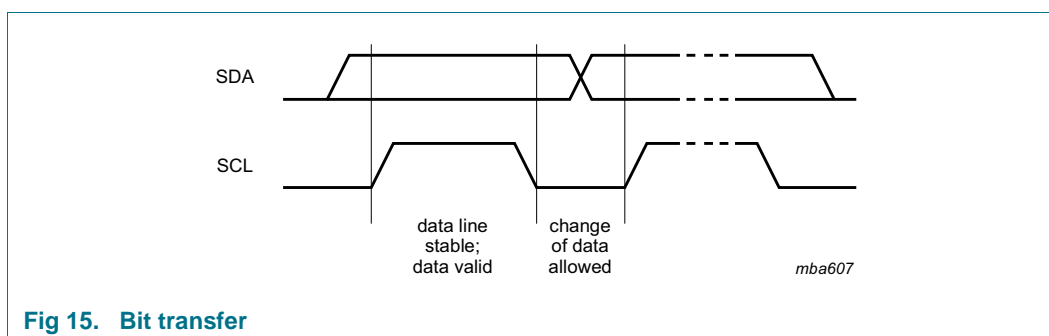 SDA
SCL
data line
stable;
data valid
change
of data
allowed
mba607
Fig 15. Bit transfer